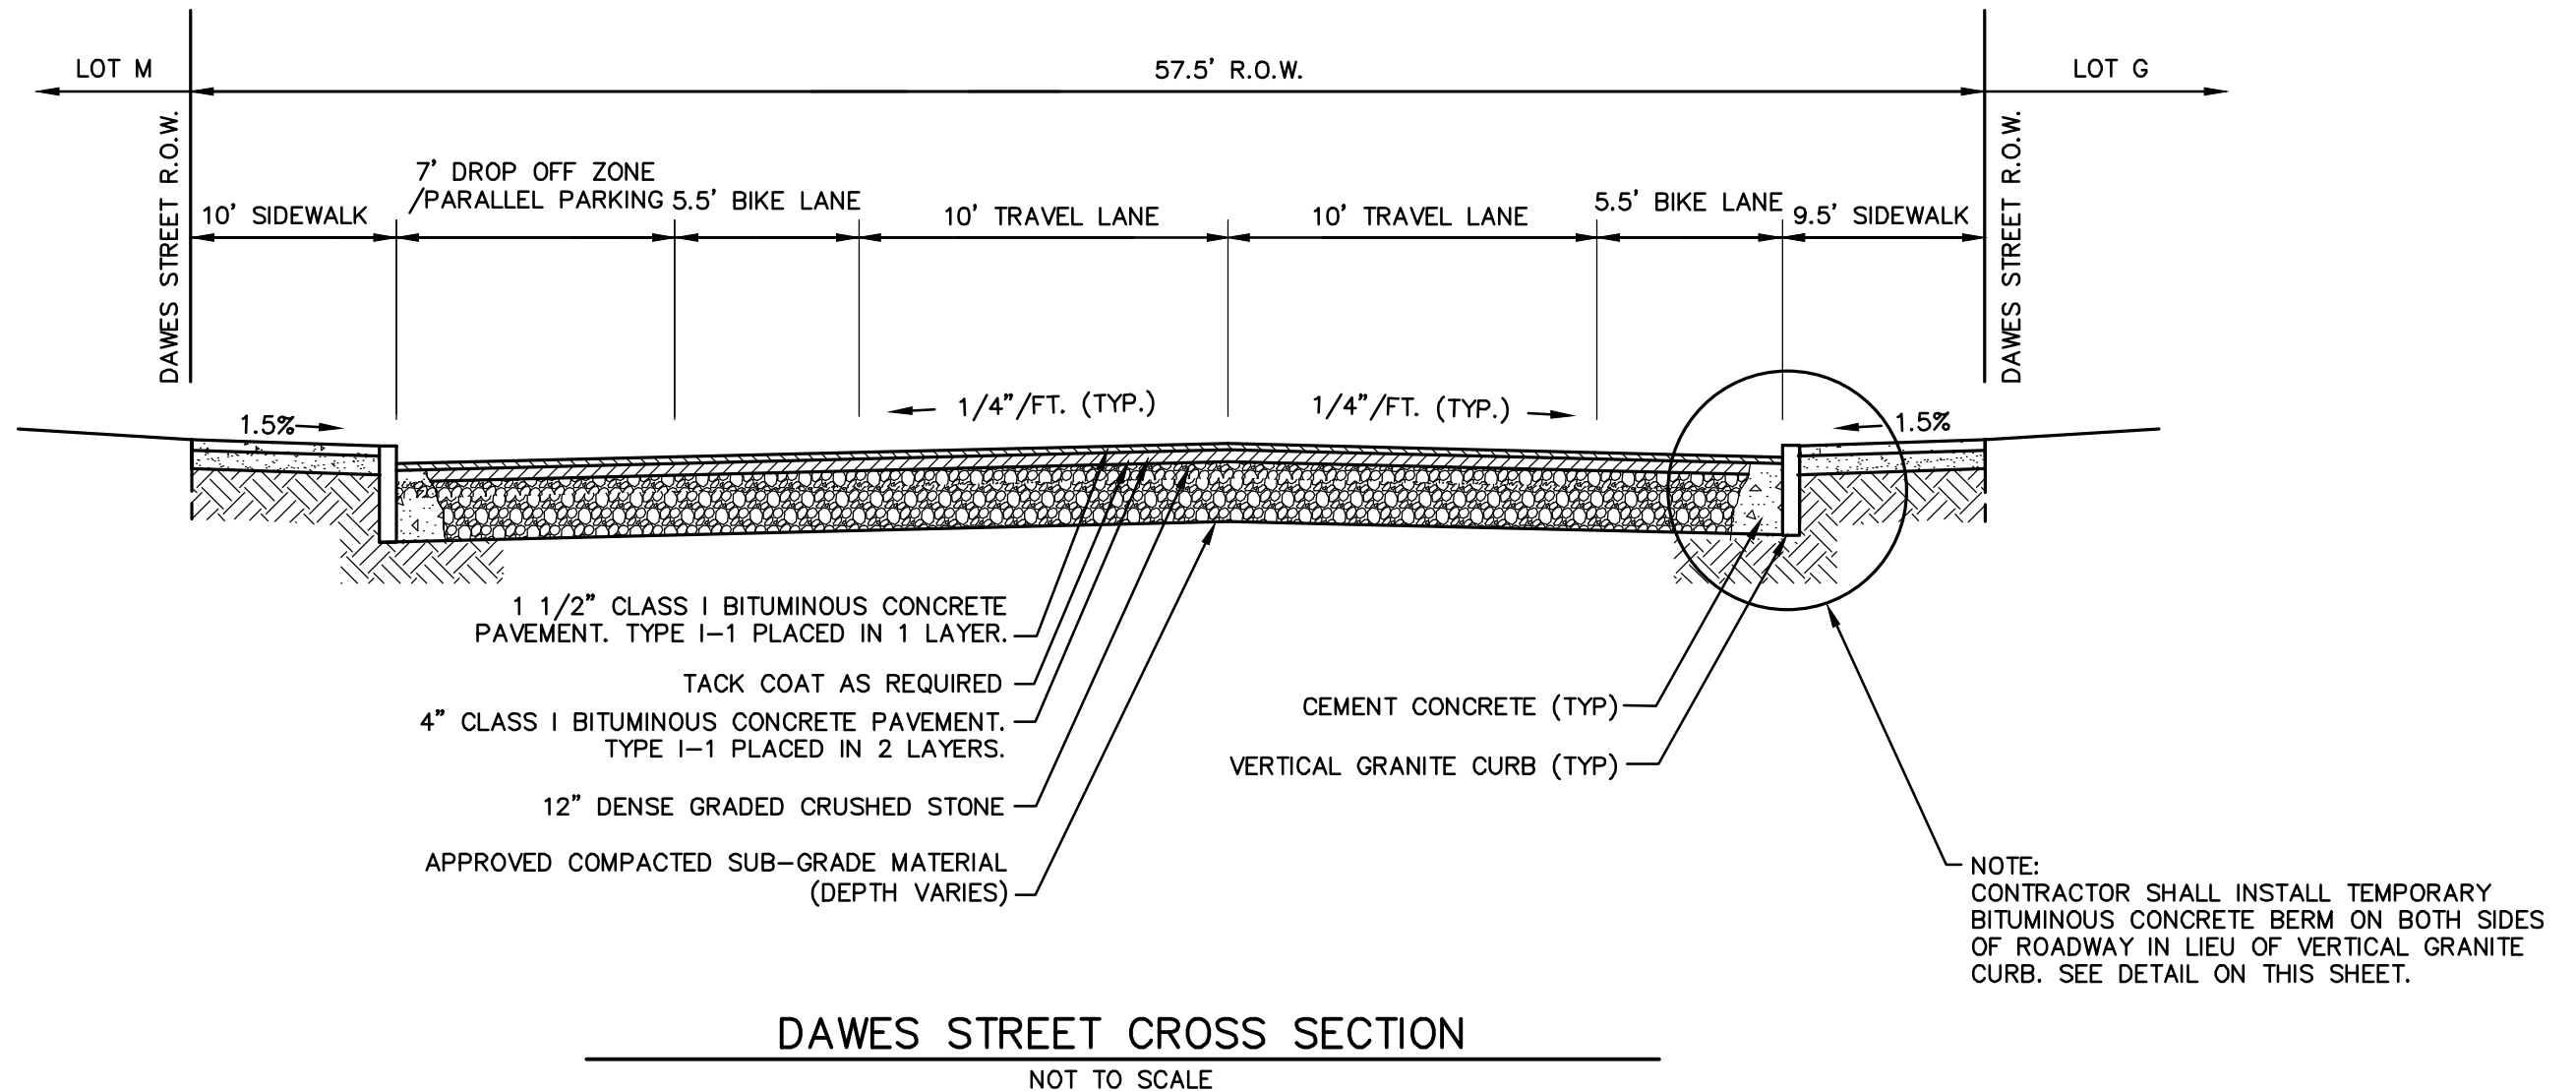 LOT M
57.5' R.O.W.
LOT G
DAWES STREET R.O.W.
DAWES STREET R.O.W.
10' SIDEWALK
7' DROP OFF ZONE
/PARALLEL PARKING
5.5' BIKE LANE
10' TRAVEL LANE
10' TRAVEL LANE
5.5' BIKE LANE
9.5' SIDEWALK
1.5%
1/4"/FT. (TYP.)
1/4"/FT. (TYP.)
1.5%
1 1/2" CLASS I BITUMINOUS CONCRETE
PAVEMENT. TYPE I-1 PLACED IN 1 LAYER.
TACK COAT AS REQUIRED
4" CLASS I BITUMINOUS CONCRETE PAVEMENT.
TYPE I-1 PLACED IN 2 LAYERS.
12" DENSE GRADED CRUSHED STONE
APPROVED COMPACTED SUB-GRADE MATERIAL
(DEPTH VARIES)
CEMENT CONCRETE (TYP)
VERTICAL GRANITE CURB (TYP)
NOTE:
CONTRACTOR SHALL INSTALL TEMPORARY
BITUMINOUS CONCRETE BERM ON BOTH SIDES
OF ROADWAY IN LIEU OF VERTICAL GRANITE
CURB. SEE DETAIL ON THIS SHEET.
DAWES STREET CROSS SECTION
NOT TO SCALE